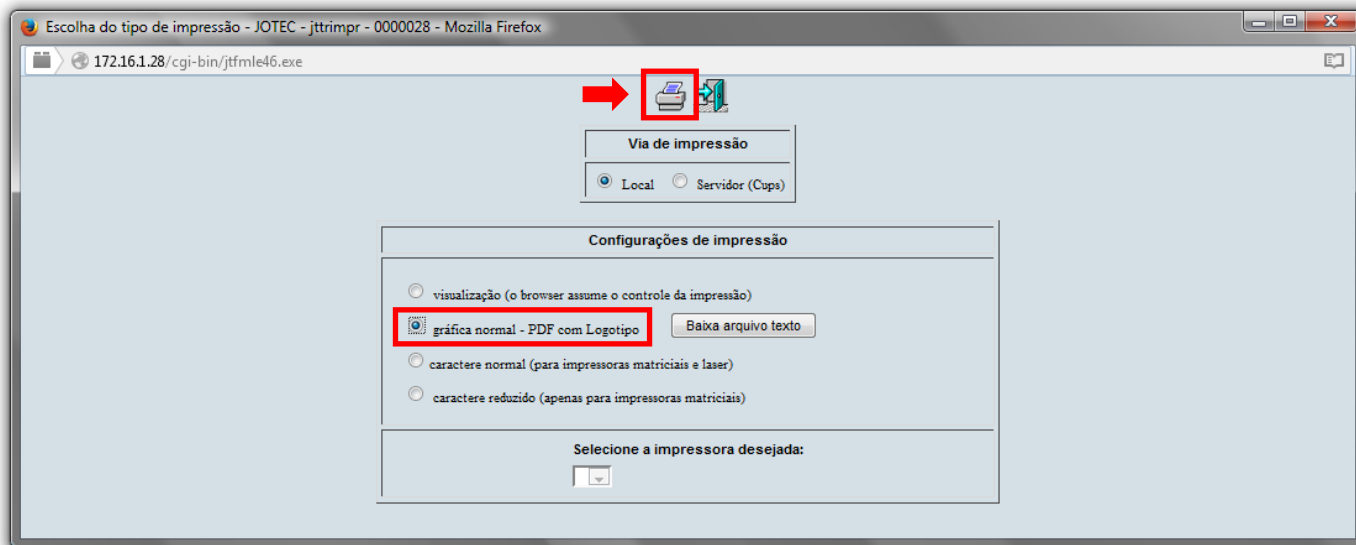 Escolha do tipo de impressão - JOTEC - jttrimpr - 0000028 - Mozilla Firefox
172.16.1.28/cgi-bin/jtfmle46.exe
Via de impressão
Local Servidor (Cups)
Configurações de impressão
visualização (o browser assume o controle da impressão)
gráfica normal - PDF com Logotipo Baixa arquivo texto
caractere normal (para impressoras matriciais e laser)
caractere reduzido (apenas para impressoras matriciais)
Selecione a impressora desejada: